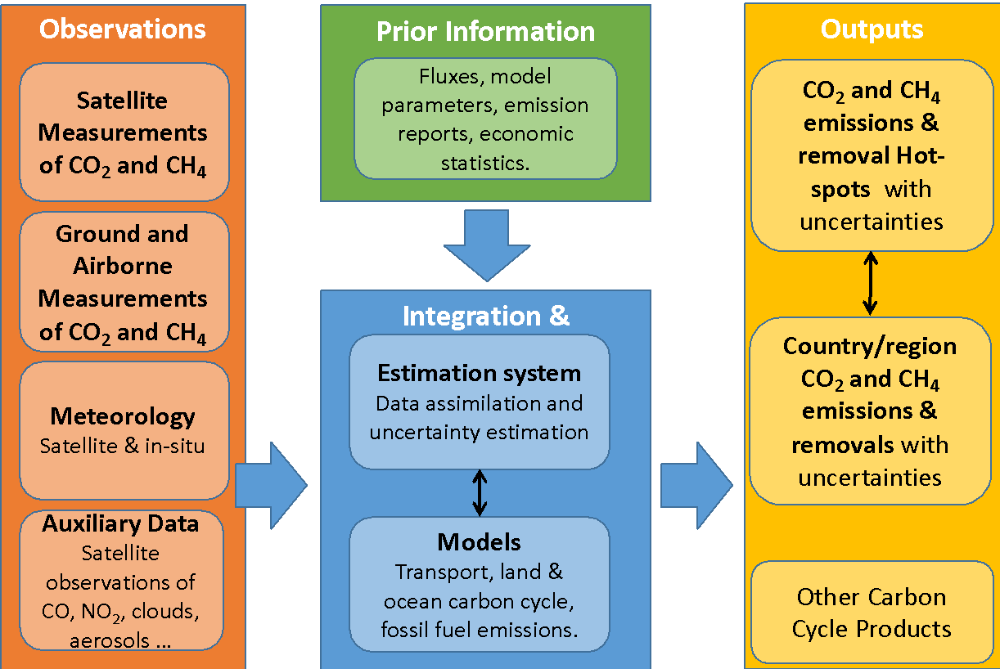 Observations
Satellite
Measurements
of CO₂ and CH₄
Ground and
Airborne
Measurements
of CO₂ and CH₄
Meteorology
Satellite & in-situ
Auxiliary Data
Satellite
observations of
CO, NO₂, clouds,
aerosols ...
Prior Information
Fluxes, model
parameters, emission
reports, economic
statistics.
Integration &
Estimation system
Data assimilation and
uncertainty estimation
Models
Transport, land &
ocean carbon cycle,
fossil fuel emissions.
Outputs
CO₂ and CH₄
emissions &
removal Hot-
spots with
uncertainties
Country/region
CO₂ and CH₄
emissions &
removals with
uncertainties
Other Carbon
Cycle Products